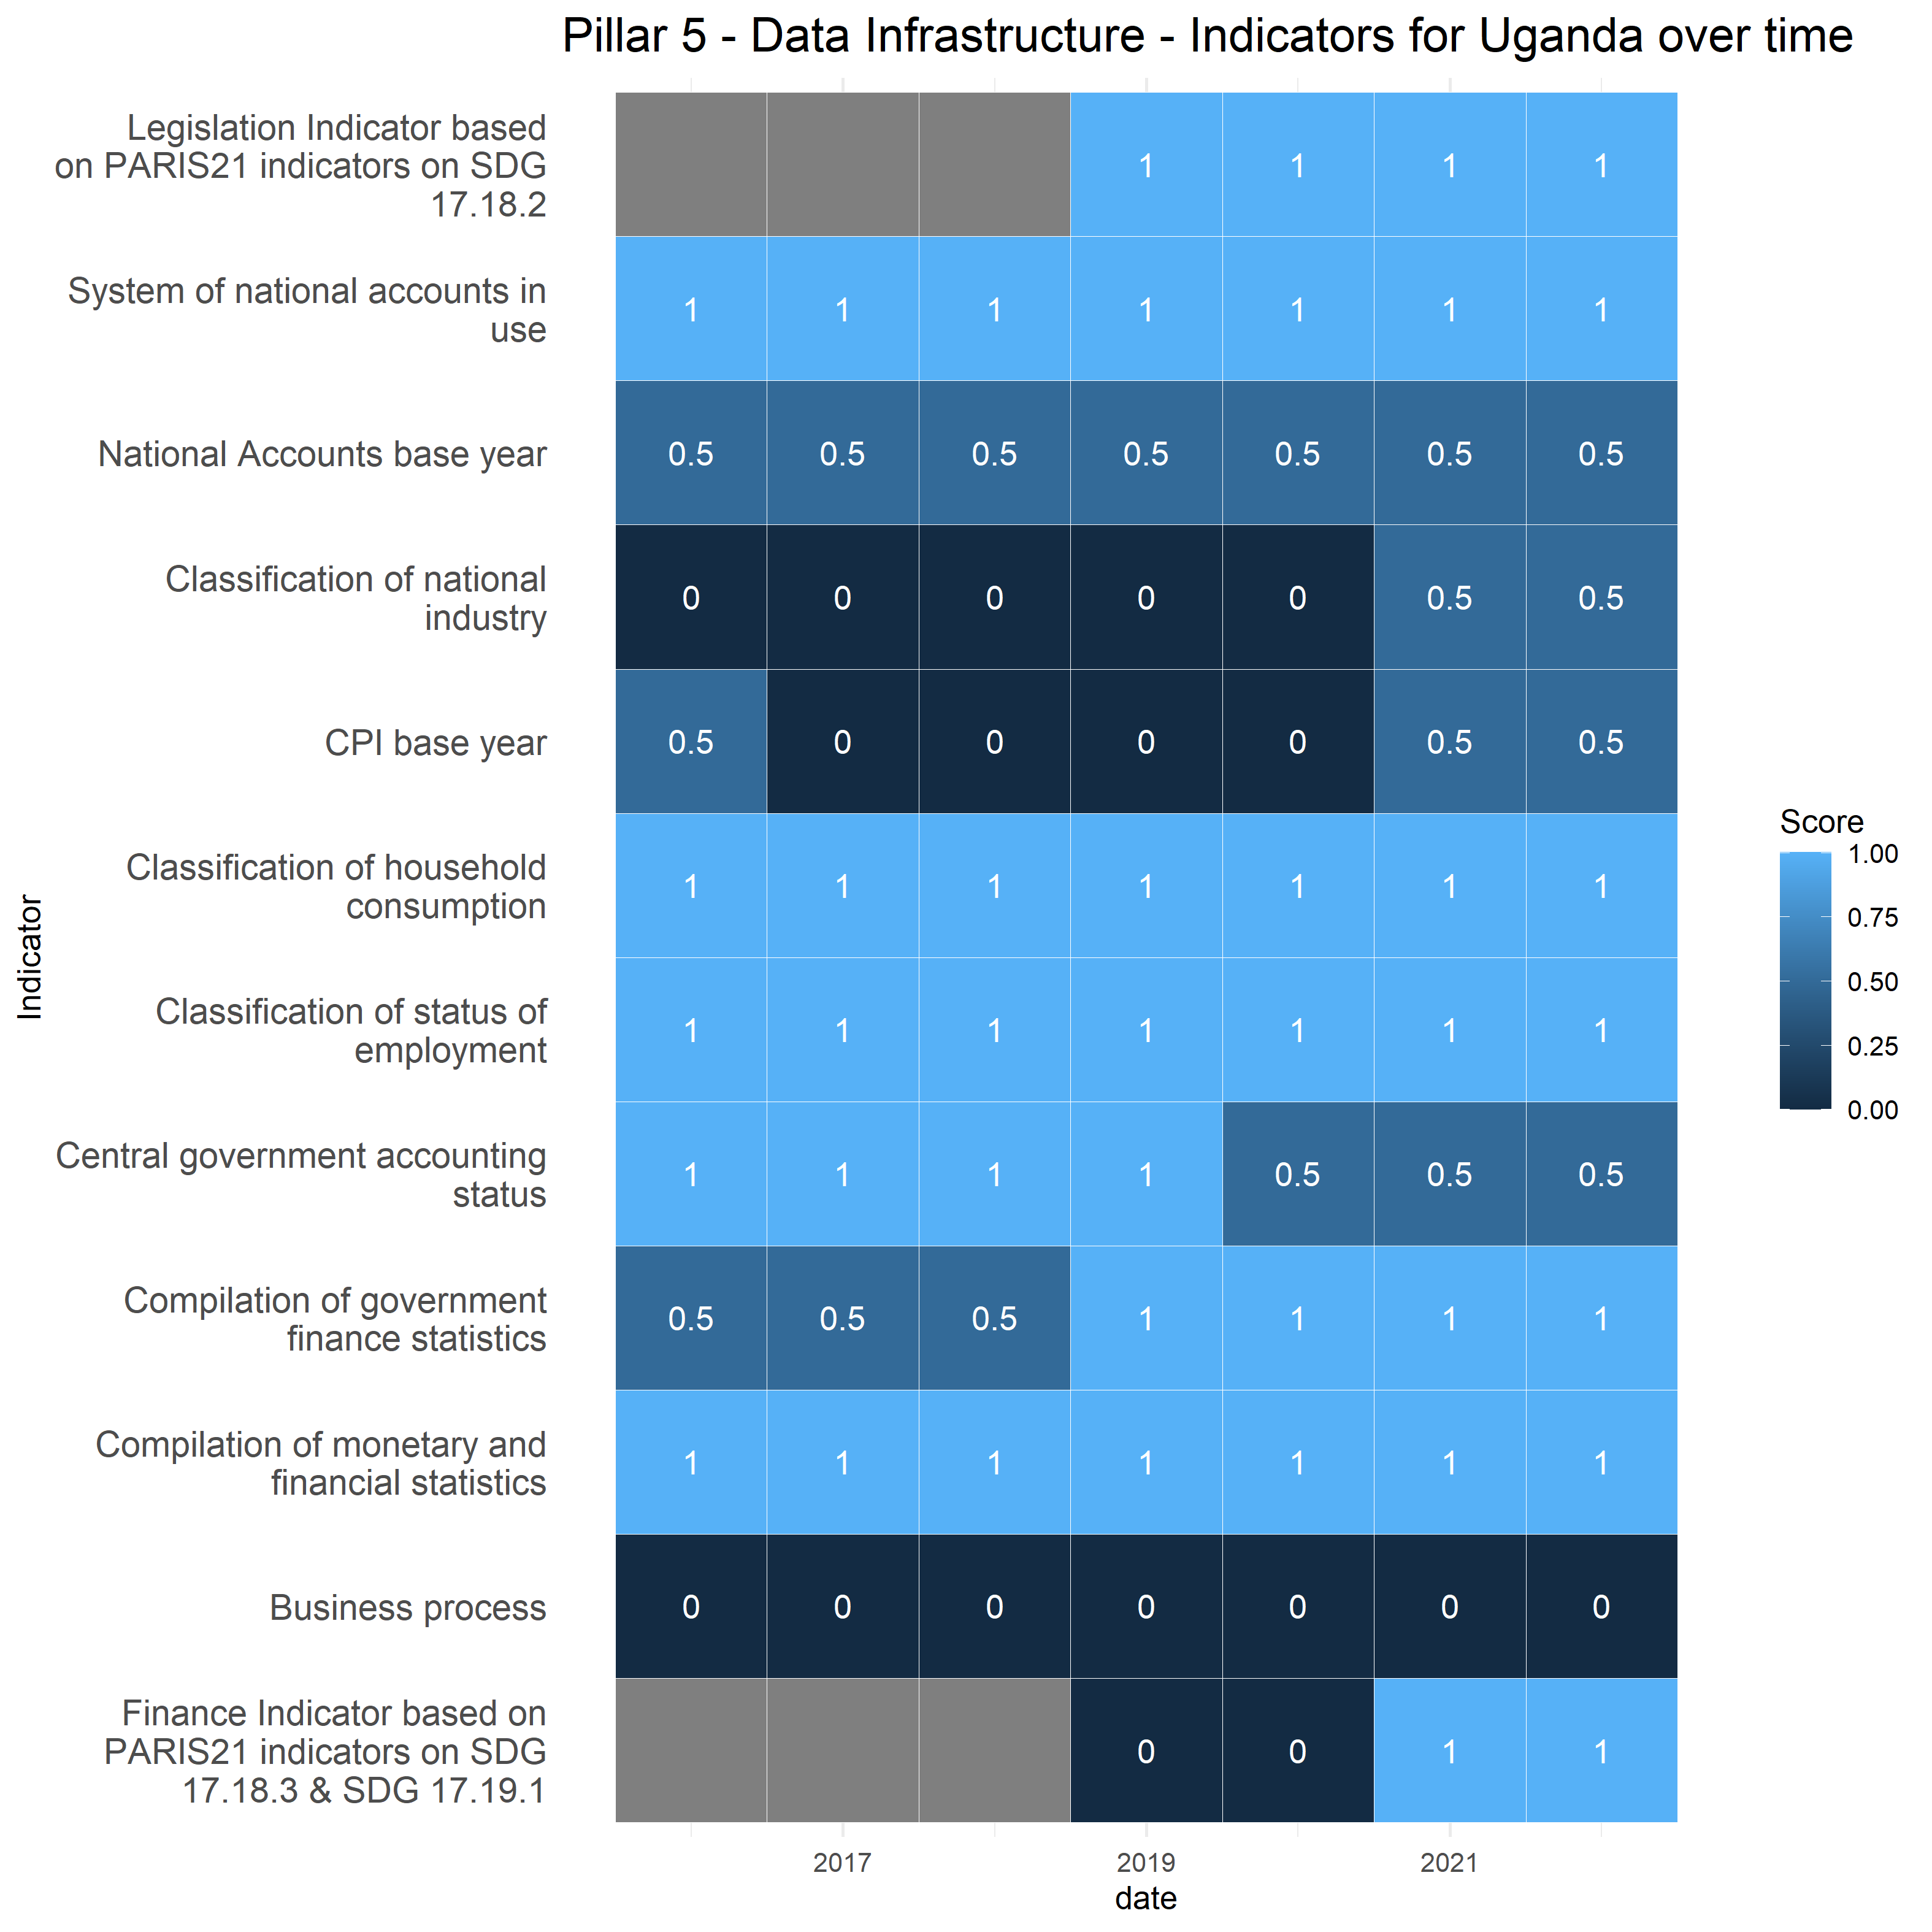 Pillar 5 - Data Infrastructure - Indicators for Uganda over time
Legislation Indicator based
on PARIS21 indicators on SDG
17.18.2
1 1 1 1
System of national accounts in
use
1 1 1 1 1 1 1
National Accounts base year
0.5 0.5 0.5 0.5 0.5 0.5 0.5
Classification of national
industry
0 0 0 0 0 0.5 0.5
CPI base year
0.5 0 0 0 0 0.5 0.5
Classification of household
consumption
1 1 1 1 1 1 1
Classification of status of
employment
1 1 1 1 1 1 1
Central government accounting
status
1 1 1 1 0.5 0.5 0.5
Compilation of government
finance statistics
0.5 0.5 0.5 1 1 1 1
Compilation of monetary and
financial statistics
1 1 1 1 1 1 1
Business process
0 0 0 0 0 0 0
Finance Indicator based on
PARIS21 indicators on SDG
17.18.3 & SDG 17.19.1
0 0 1 1
2017 2019 2021
date
Indicator
Score
1.00
0.75
0.50
0.25
0.00